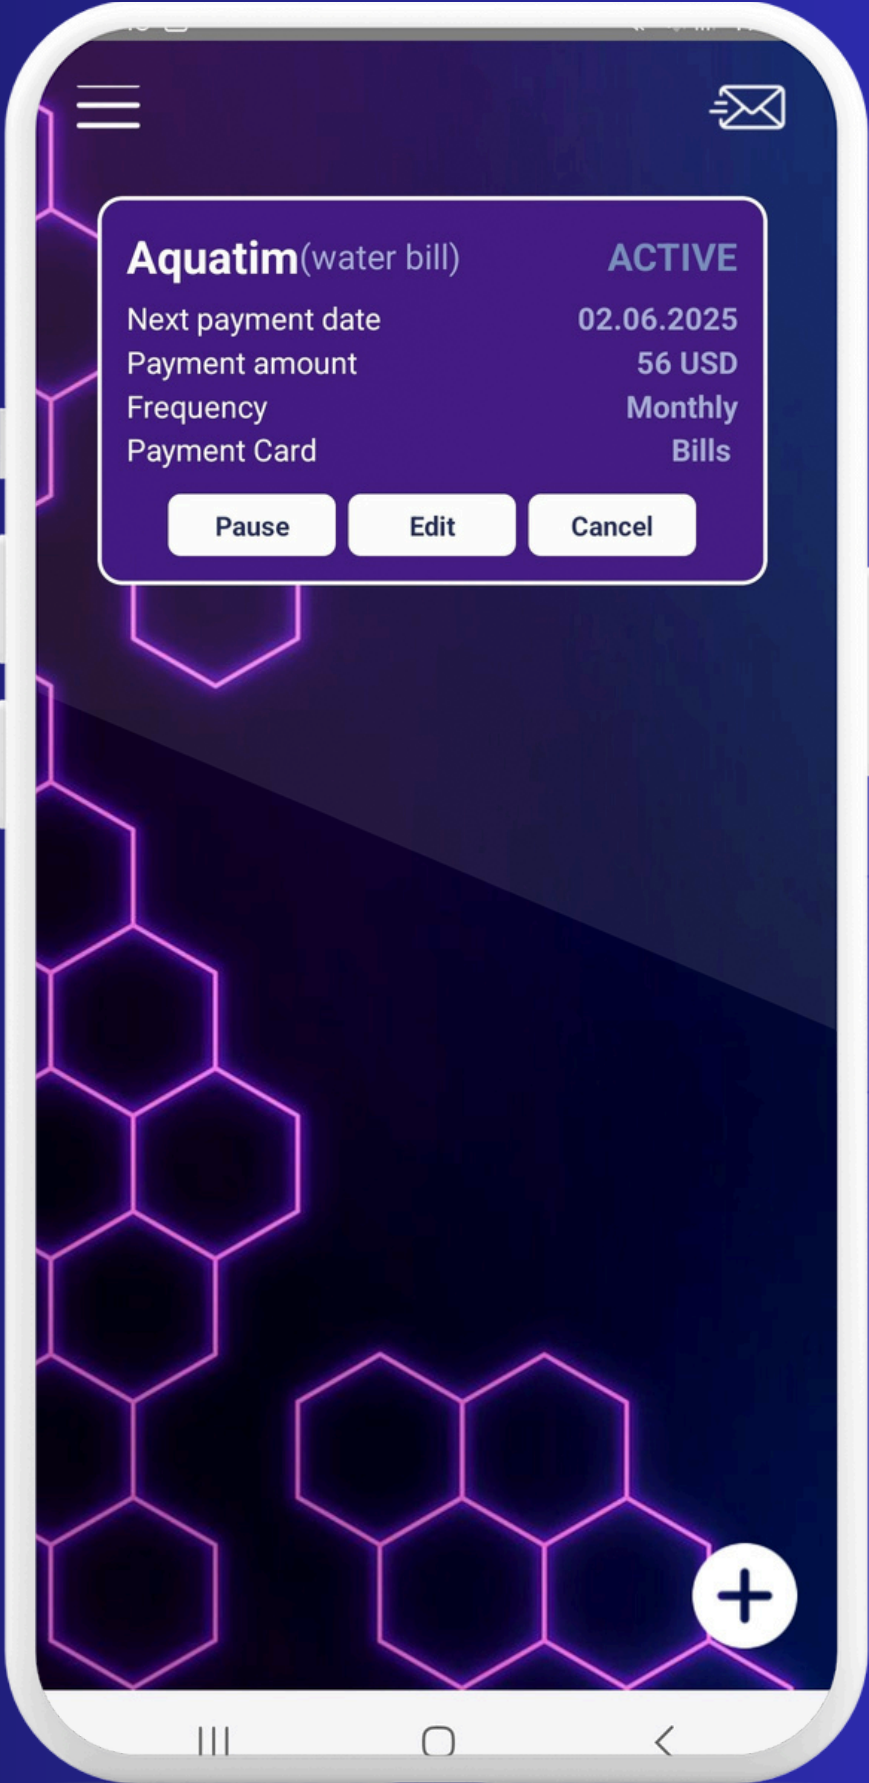 Aquatim(water bill) ACTIVE
Next payment date 02.06.2025
Payment amount 56 USD
Frequency Monthly
Payment Card Bills
Pause Edit Cancel